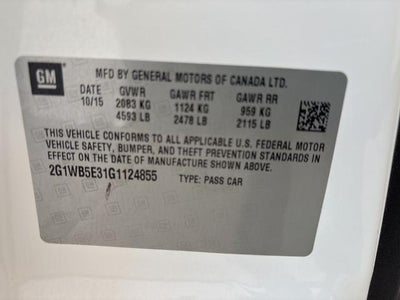 GM
MFD BY GENERAL MOTORS OF CANADA LTD.
10/15 GVWR GAWR FRT GAWR RR
2083 KG 1124 KG 959 KG
4593 LB 2478 LB 2115 LB
THIS VEHICLE CONFORMS TO ALL APPLICABLE U.S. FEDERAL MOTOR
VEHICLE SAFETY, BUMPER, AND THEFT PREVENTION STANDARDS IN
EFFECT ON THE DATE OF MANUFACTURE SHOWN ABOVE.
2G1WB5E31G1124855 TYPE: PASS CAR